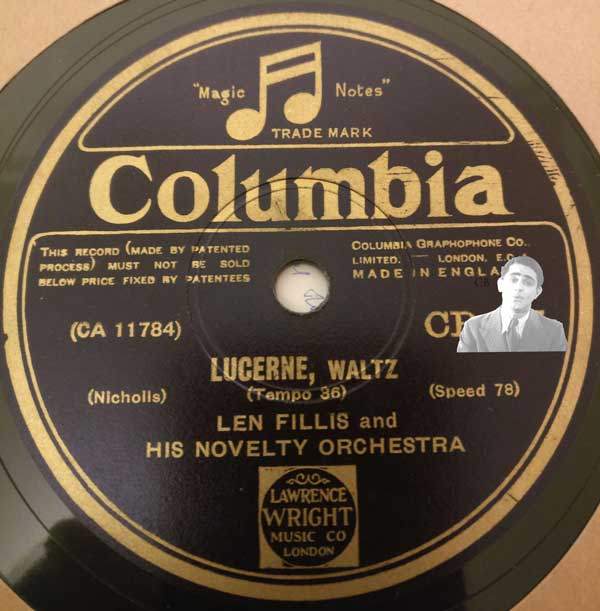 "Magic Notes"
TRADE MARK
Columbia
THIS RECORD (MADE BY PATENTED
PROCESS) MUST NOT BE SOLD
BELOW PRICE FIXED BY PATENTEES
COLUMBIA GRAPHOPHONE CO.,
LIMITED. — LONDON, E.C.
MADE IN ENGLA
(CA 11784)
CB
LUCERNE, WALTZ
(Nicholls)
(Tempo 36)
(Speed 78)
LEN FILLIS and
HIS NOVELTY ORCHESTRA
LAWRENCE
WRIGHT
MUSIC CO
LONDON